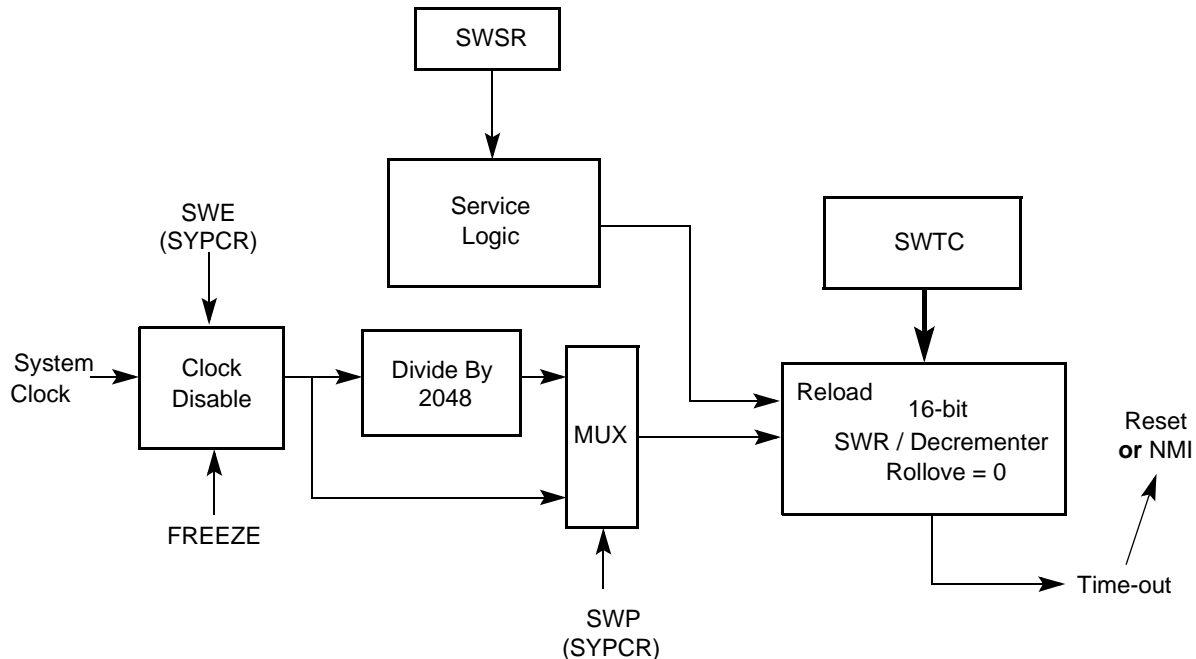 SWSR
Service
Logic
SWE
(SYPCR)
SWTC
System
Clock
Clock
Disable
Divide By
2048
MUX
Reload
16-bit
SWR / Decrementer
Rollove = 0
Reset
or NMI
FREEZE
Time-out
SWP
(SYPCR)